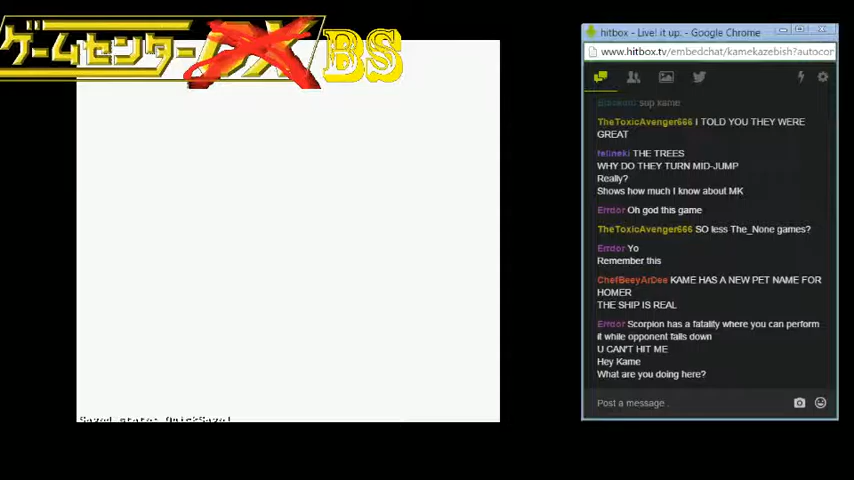 ゲームセンターDX BS
hitbox - Live! it up. - Google Chrome
www.hitbox.tv/embedchat/kamekazebish?autocon
sup kame
TheToxicAvenger666 I TOLD YOU THEY WERE
GREAT
felineki THE TREES
WHY DO THEY TURN MID-JUMP
Really?
Shows how much I know about MK
Errdor Oh god this game
TheToxicAvenger666 SO less The_None games?
Errdor Yo
Remember this
ChefBeeyArDee KAME HAS A NEW PET NAME FOR
HOMER
THE SHIP IS REAL
Errdor Scorpion has a fatality where you can perform
it while opponent falls down
U CAN'T HIT ME
Hey Kame
What are you doing here?
Post a message .
Saved state: QuickSave1